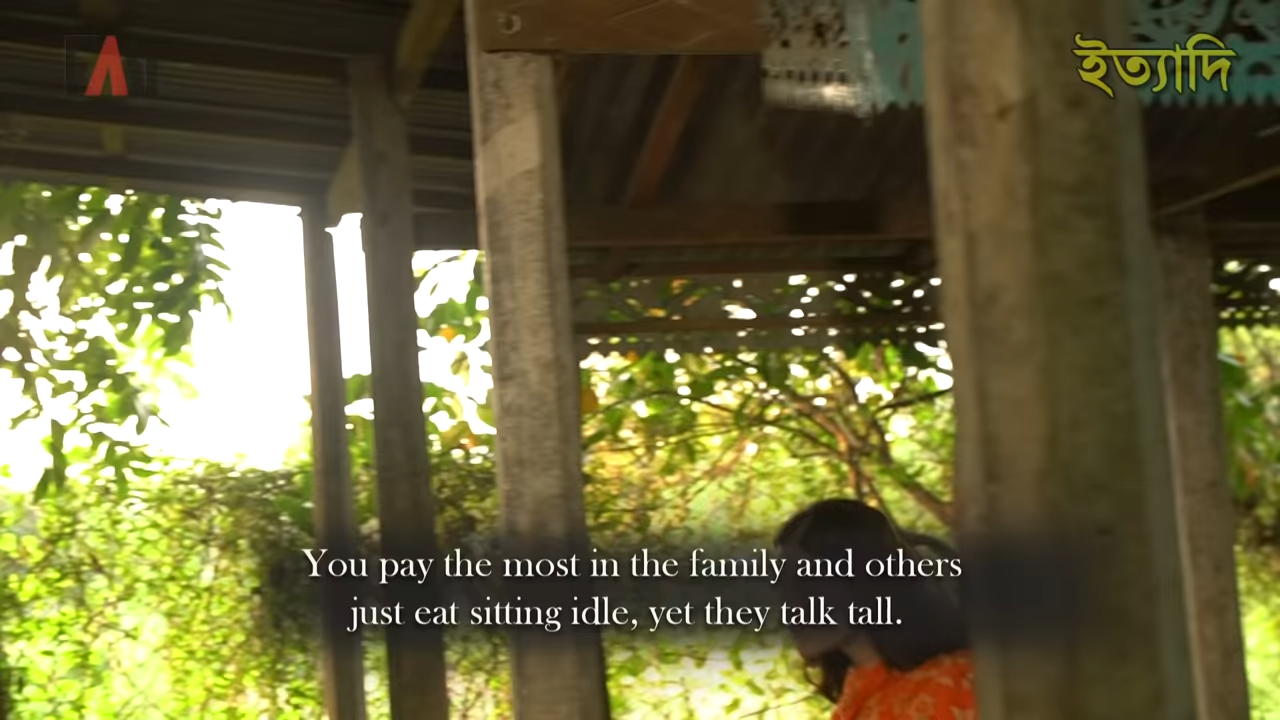 ইত্যাদি
You pay the most in the family and others
just eat sitting idle, yet they talk tall.